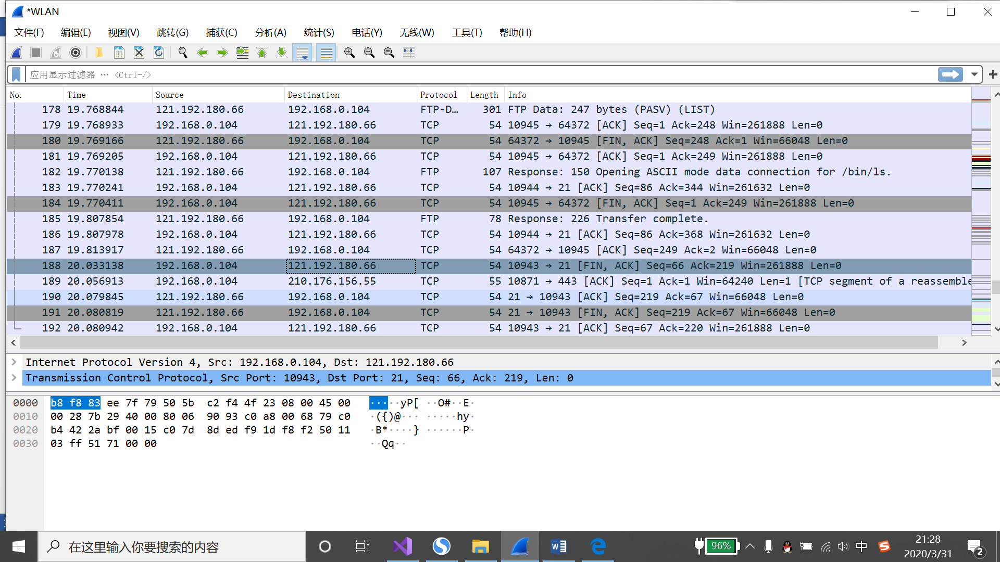 *WLAN
文件(F) 编辑(E) 视图(V) 跳转(G) 捕获(C) 分析(A) 统计(S) 电话(Y) 无线(W) 工具(T) 帮助(H)
应用显示过滤器 … <Ctrl-/>
No. Time Source Destination Protocol Length Info
178 19.768844 121.192.180.66 192.168.0.104 FTP-D… 301 FTP Data: 247 bytes (PASV) (LIST)
179 19.768933 192.168.0.104 121.192.180.66 TCP 54 10945 → 64372 [ACK] Seq=1 Ack=248 Win=261888 Len=0
180 19.769166 121.192.180.66 192.168.0.104 TCP 54 64372 → 10945 [FIN, ACK] Seq=248 Ack=1 Win=66048 Len=0
181 19.769205 192.168.0.104 121.192.180.66 TCP 54 10945 → 64372 [ACK] Seq=1 Ack=249 Win=261888 Len=0
182 19.770138 121.192.180.66 192.168.0.104 FTP 107 Response: 150 Opening ASCII mode data connection for /bin/ls.
183 19.770241 192.168.0.104 121.192.180.66 TCP 54 10944 → 21 [ACK] Seq=86 Ack=344 Win=261632 Len=0
184 19.770411 192.168.0.104 121.192.180.66 TCP 54 10945 → 64372 [FIN, ACK] Seq=1 Ack=249 Win=261888 Len=0
185 19.807854 121.192.180.66 192.168.0.104 FTP 78 Response: 226 Transfer complete.
186 19.807978 192.168.0.104 121.192.180.66 TCP 54 10944 → 21 [ACK] Seq=86 Ack=368 Win=261632 Len=0
187 19.813917 121.192.180.66 192.168.0.104 TCP 54 64372 → 10945 [ACK] Seq=249 Ack=2 Win=66048 Len=0
188 20.033138 192.168.0.104 121.192.180.66 TCP 54 10943 → 21 [FIN, ACK] Seq=66 Ack=219 Win=261888 Len=0
189 20.056913 192.168.0.104 210.176.156.55 TCP 55 10871 → 443 [ACK] Seq=1 Ack=1 Win=64240 Len=1 [TCP segment of a reassemble
190 20.079845 121.192.180.66 192.168.0.104 TCP 54 21 → 10943 [ACK] Seq=219 Ack=67 Win=66048 Len=0
191 20.080819 121.192.180.66 192.168.0.104 TCP 54 21 → 10943 [FIN, ACK] Seq=219 Ack=67 Win=66048 Len=0
192 20.080942 192.168.0.104 121.192.180.66 TCP 54 10943 → 21 [ACK] Seq=67 Ack=220 Win=261888 Len=0
Internet Protocol Version 4, Src: 192.168.0.104, Dst: 121.192.180.66
Transmission Control Protocol, Src Port: 10943, Dst Port: 21, Seq: 66, Ack: 219, Len: 0
0000 b8 f8 83 ee 7f 79 50 5b c2 f4 4f 23 08 00 45 00 ·····yP[ ··O#··E·
0010 00 28 7b 29 40 00 80 06 90 93 c0 a8 00 68 79 c0 ·({)@··· ·····hy·
0020 b4 42 2a bf 00 15 c0 7d 8d ed f9 1d f8 f2 50 11 ·B*····} ······P·
0030 03 ff 51 71 00 00 ··Qq··
在这里输入你要搜索的内容
96%
中
21:28
2020/3/31
2